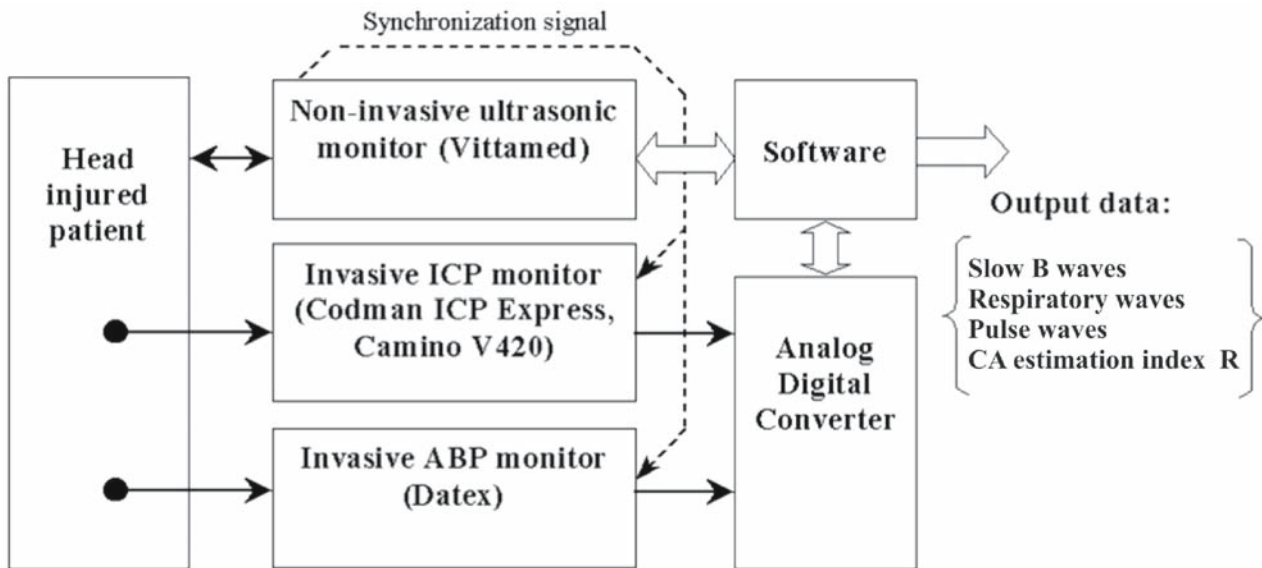 Synchronization signal
Head
injured
patient
Non-invasive ultrasonic
monitor (Vittamed)
Software
Invasive ICP monitor
(Codman ICP Express,
Camino V420)
Analog
Digital
Converter
Invasive ABP monitor
(Datex)
Output data:
Slow B waves
Respiratory waves
Pulse waves
CA estimation index R